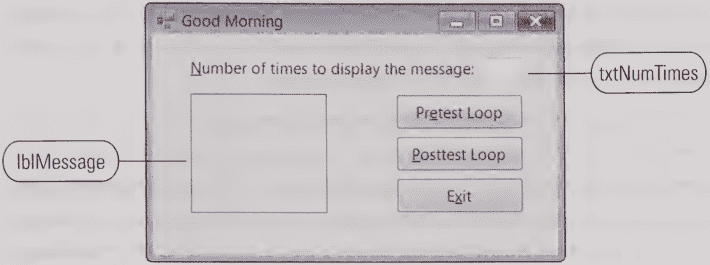 Good Morning
Number of times to display the message:
txtNumTimes
Pretest Loop
lblMessage
Posttest Loop
Exit